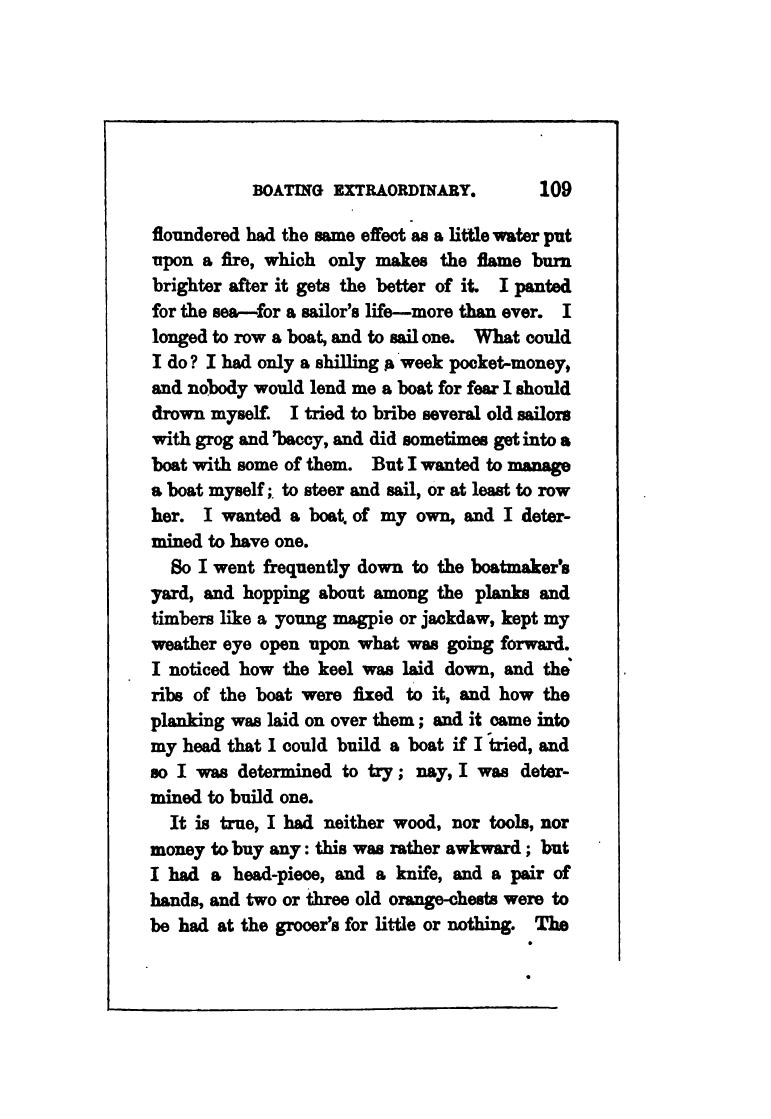 BOATING EXTRAORDINARY. 109
floundered had the same effect as a little water put
upon a fire, which only makes the flame burn
brighter after it gets the better of it. I panted
for the sea—for a sailor's life—more than ever. I
longed to row a boat, and to sail one. What could
I do? I had only a shilling a week pocket-money,
and nobody would lend me a boat for fear I should
drown myself. I tried to bribe several old sailors
with grog and 'baccy, and did sometimes get into a
boat with some of them. But I wanted to manage
a boat myself; to steer and sail, or at least to row
her. I wanted a boat of my own, and I deter-
mined to have one.
So I went frequently down to the boatmaker's
yard, and hopping about among the planks and
timbers like a young magpie or jackdaw, kept my
weather eye open upon what was going forward.
I noticed how the keel was laid down, and the
ribs of the boat were fixed to it, and how the
planking was laid on over them; and it came into
my head that I could build a boat if I tried, and
so I was determined to try; nay, I was deter-
mined to build one.
It is true, I had neither wood, nor tools, nor
money to buy any: this was rather awkward; but
I had a head-piece, and a knife, and a pair of
hands, and two or three old orange-chests were to
be had at the grocer's for little or nothing. The